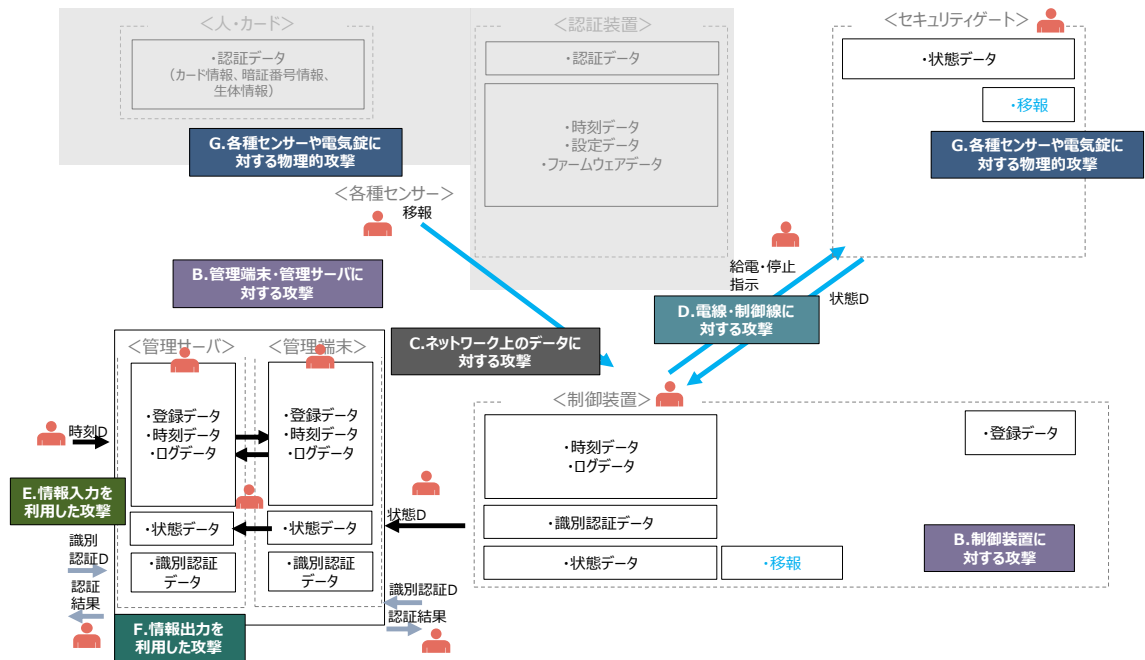 ＜人・カード＞
・認証データ
（カード情報、暗証番号情報、
生体情報）
＜認証装置＞
・認証データ
・時刻データ
・設定データ
・ファームウェアデータ
＜セキュリティゲート＞
・状態データ
・移報
G.各種センサーや電気錠に
対する物理的攻撃
G.各種センサーや電気錠に
対する物理的攻撃
＜各種センサー＞
移報
B.管理端末・管理サーバに
対する攻撃
給電・停止
指示
状態D
D.電線・制御線に
対する攻撃
C.ネットワーク上のデータに
対する攻撃
＜管理サーバ＞
＜管理端末＞
・登録データ
・時刻データ
・ログデータ
・登録データ
・時刻データ
・ログデータ
時刻D
E.情報入力を
利用した攻撃
・状態データ
・状態データ
状態D
識別
認証D
・識別認証
データ
・識別認証
データ
認証
結果
識別認証D
認証結果
F.情報出力を
利用した攻撃
＜制御装置＞
・時刻データ
・ログデータ
・登録データ
・識別認証データ
・状態データ
・移報
B.制御装置に
対する攻撃